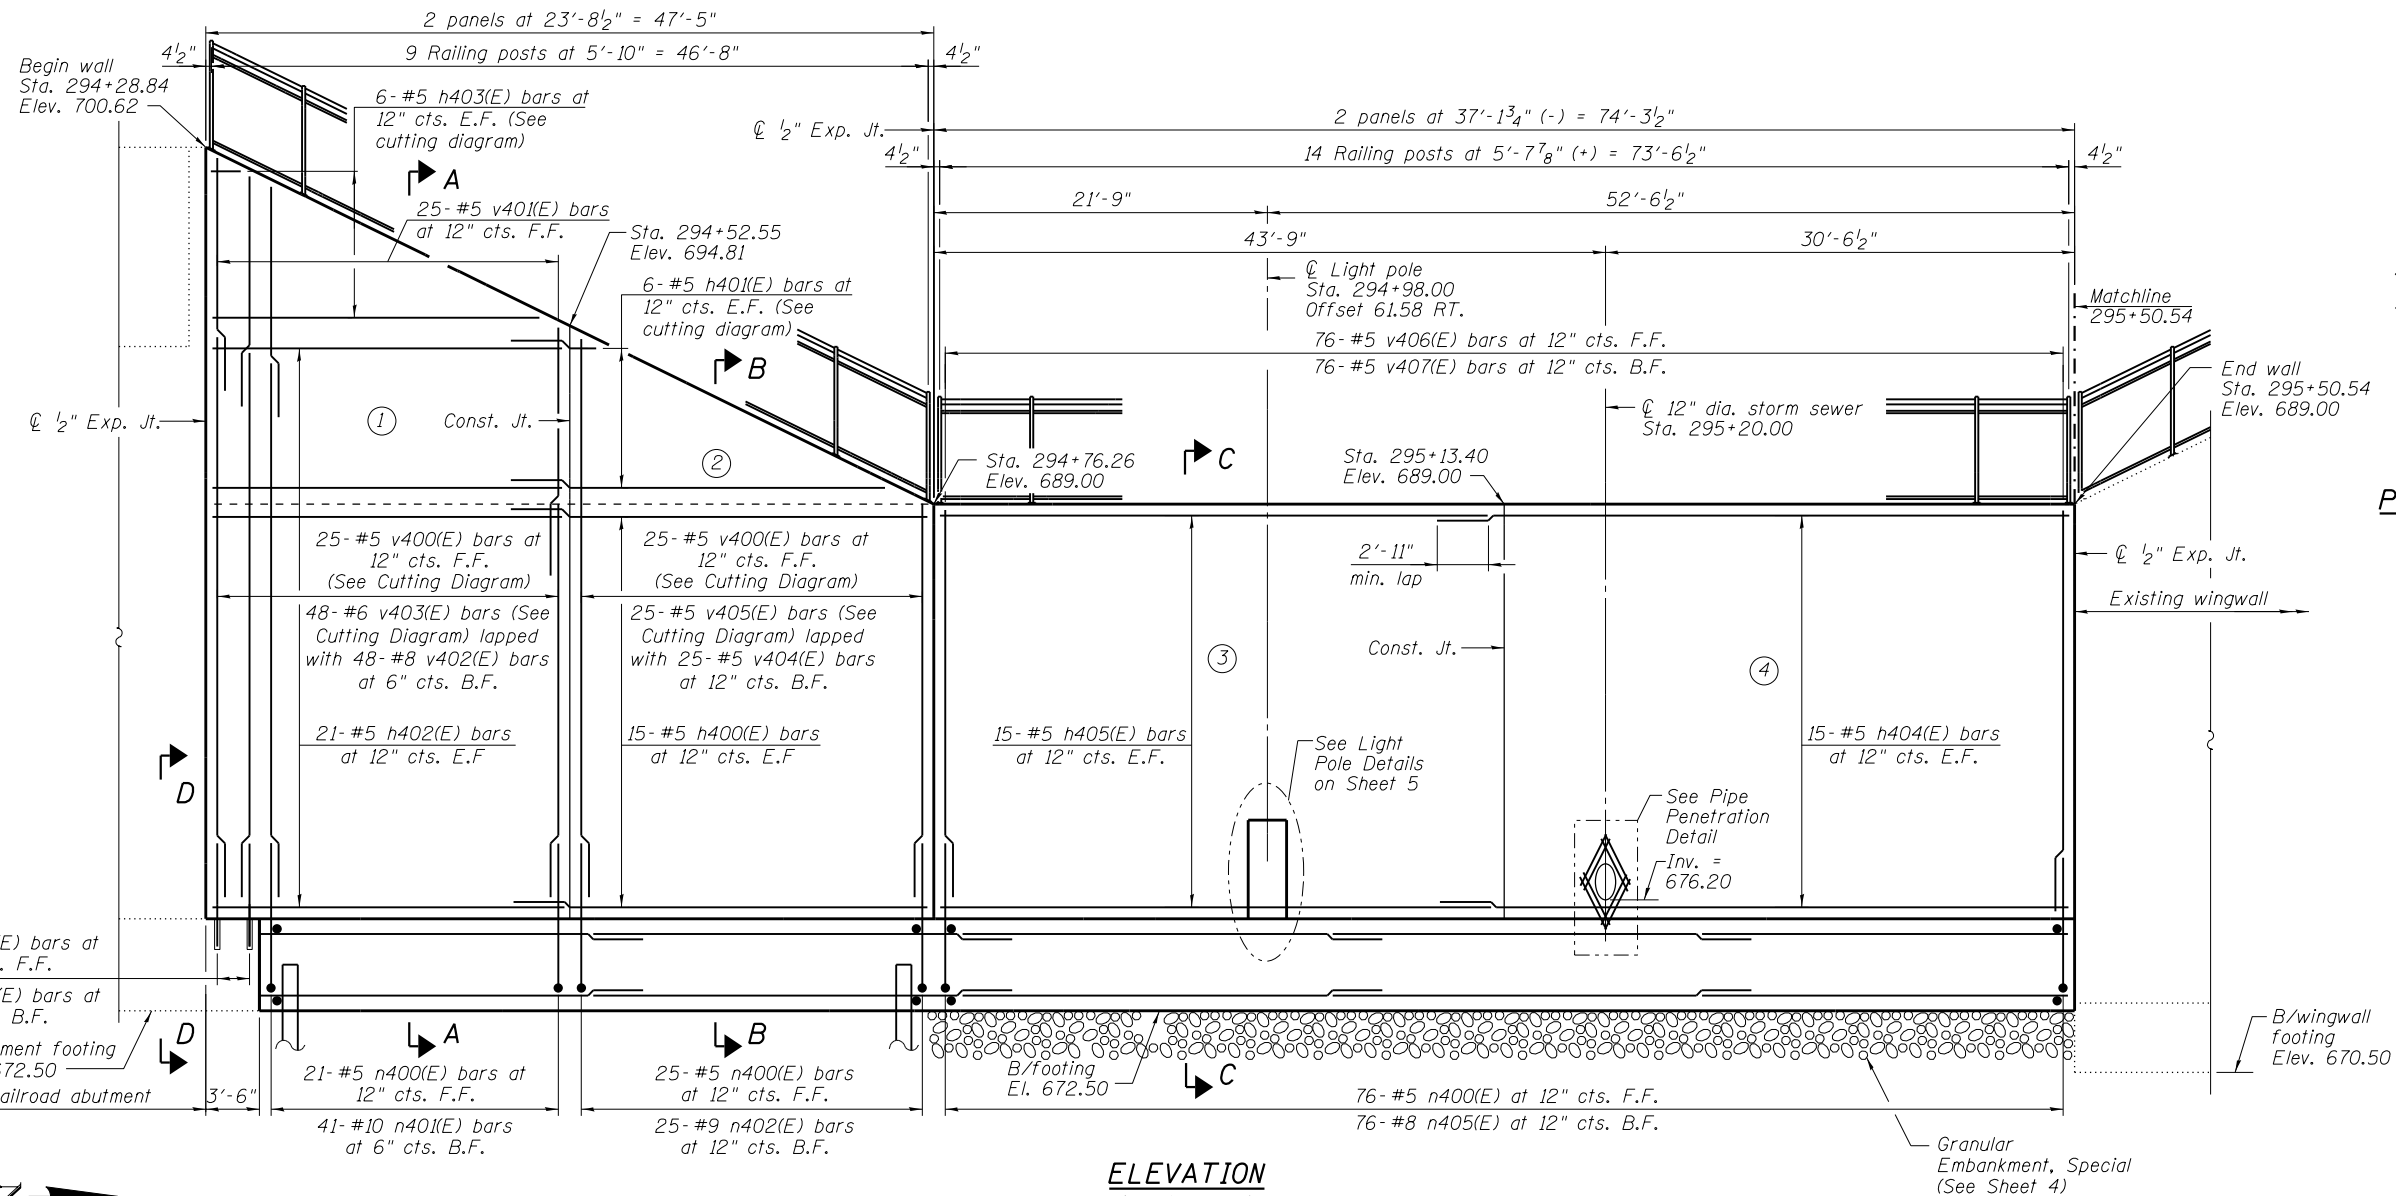 2 panels at 23'-8½" = 47'-5"
4½"
9 Railing posts at 5'-10" = 46'-8"
4½"
Begin wall
Sta. 294+28.84
Elev. 700.62
6-#5 h403(E) bars at
12" cts. E.F. (See
cutting diagram)
A
℄ ½" Exp. Jt.
2 panels at 37'-1¾" (-) = 74'-3½"
4½"
14 Railing posts at 5'-7⅞" (+) = 73'-6½"
4½"
21'-9"
52'-6½"
25-#5 v401(E) bars
at 12" cts. F.F.
Sta. 294+52.55
Elev. 694.81
43'-9"
30'-6½"
6-#5 h401(E) bars at
12" cts. E.F. (See
cutting diagram)
℄ Light pole
Sta. 294+98.00
Offset 61.58 RT.
Matchline
295+50.54
76-#5 v406(E) bars at 12" cts. F.F.
76-#5 v407(E) bars at 12" cts. B.F.
B
End wall
Sta. 295+50.54
Elev. 689.00
℄ ½" Exp. Jt.
1
Const. Jt.
2
℄ 12" dia. storm sewer
Sta. 295+20.00
Sta. 294+76.26
Elev. 689.00
C
Sta. 295+13.40
Elev. 689.00
P
25-#5 v400(E) bars at
12" cts. F.F.
(See Cutting Diagram)
25-#5 v400(E) bars at
12" cts. F.F.
(See Cutting Diagram)
2'-11"
min. lap
℄ ½" Exp. Jt.
Existing wingwall
48-#6 v403(E) bars (See
Cutting Diagram) lapped
with 48-#8 v402(E) bars
at 6" cts. B.F.
25-#5 v405(E) bars (See
Cutting Diagram) lapped
with 25-#5 v404(E) bars
at 12" cts. B.F.
Const. Jt.
3
4
21-#5 h402(E) bars
at 12" cts. E.F
15-#5 h400(E) bars
at 12" cts. E.F
15-#5 h405(E) bars
at 12" cts. E.F.
See Light
Pole Details
on Sheet 5
15-#5 h404(E) bars
at 12" cts. E.F.
D
See Pipe
Penetration
Detail
Inv. =
676.20
(E) bars at
. F.F.
(E) bars at
B.F.
D
A
B
C
ment footing
672.50
ailroad abutment
3'-6"
21-#5 n400(E) bars at
12" cts. F.F.
41-#10 n401(E) bars
at 6" cts. B.F.
25-#5 n400(E) bars
at 12" cts. F.F.
25-#9 n402(E) bars
at 12" cts. B.F.
B/footing
El. 672.50
76-#5 n400(E) at 12" cts. F.F.
76-#8 n405(E) at 12" cts. B.F.
B/wingwall
footing
Elev. 670.50
Granular
Embankment, Special
(See Sheet 4)
ELEVATION